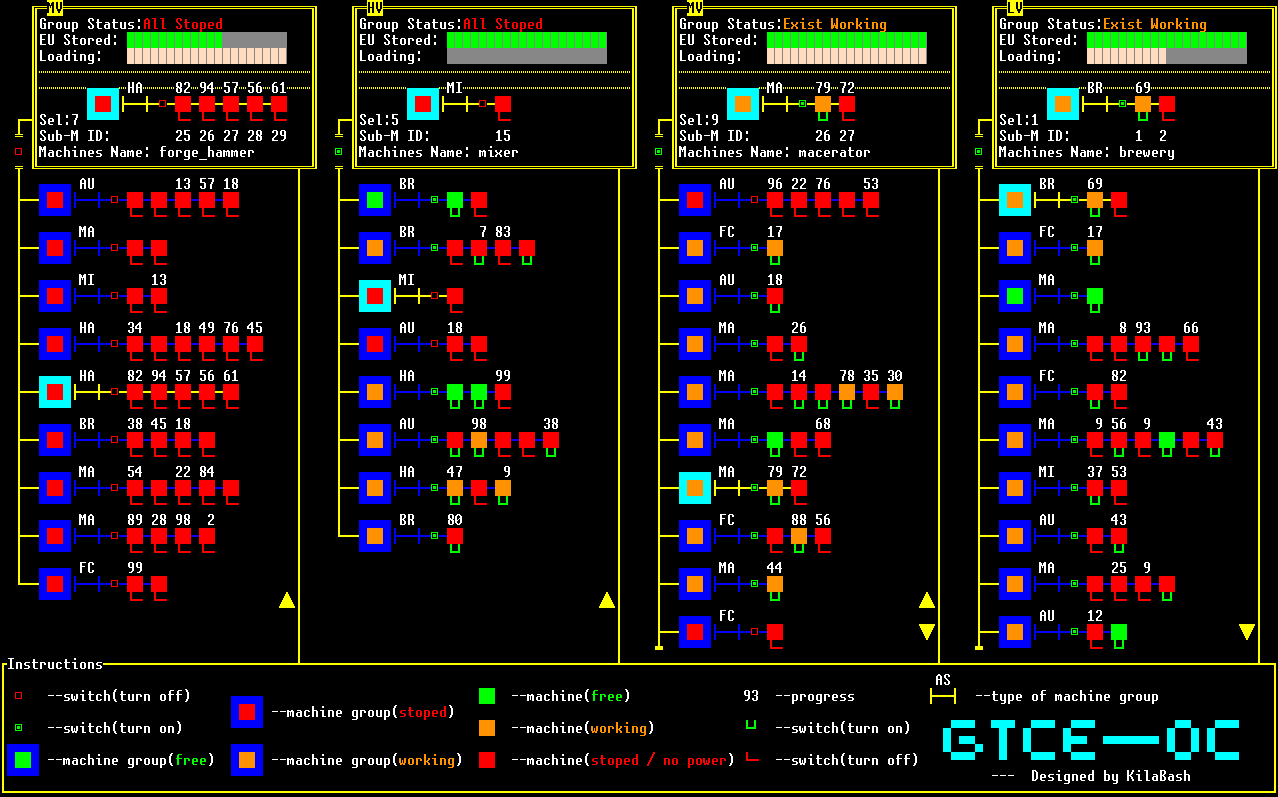 MV
Group Status:All Stoped
EU Stored:
Loading:
HA 82 94 57 56 61
Sel:7
Sub-M ID: 25 26 27 28 29
Machines Name: forge_hammer
AU 13 57 18
MA
MI 13
HA 34 18 49 76 45
HA 82 94 57 56 61
BR 38 45 18
MA 54 22 84
MA 89 28 98 2
FC 99
HV
Group Status:All Stoped
EU Stored:
Loading:
MI
Sel:5
Sub-M ID: 15
Machines Name: mixer
BR
BR 7 83
MI
AU 18
HA 99
AU 98 38
HA 47 9
BR 80
MV
Group Status:Exist Working
EU Stored:
Loading:
MA 79 72
Sel:9
Sub-M ID: 26 27
Machines Name: macerator
AU 96 22 76 53
FC 17
AU 18
MA 26
MA 14 78 35 30
MA 68
MA 79 72
FC 88 56
MA 44
FC
LV
Group Status:Exist Working
EU Stored:
Loading:
BR 69
Sel:1
Sub-M ID: 1 2
Machines Name: brewery
BR 69
FC 17
MA
MA 8 93 66
FC 82
MA 9 56 9 43
MI 37 53
AU 43
MA 25 9
AU 12
Instructions
--switch(turn off)
--switch(turn on)
--machine group(free)
--machine group(stoped)
--machine group(working)
--machine(free)
--machine(working)
--machine(stoped / no power)
93 --progress
--switch(turn on)
--switch(turn off)
AS --type of machine group
GTCE—OC
--- Designed by KilaBash